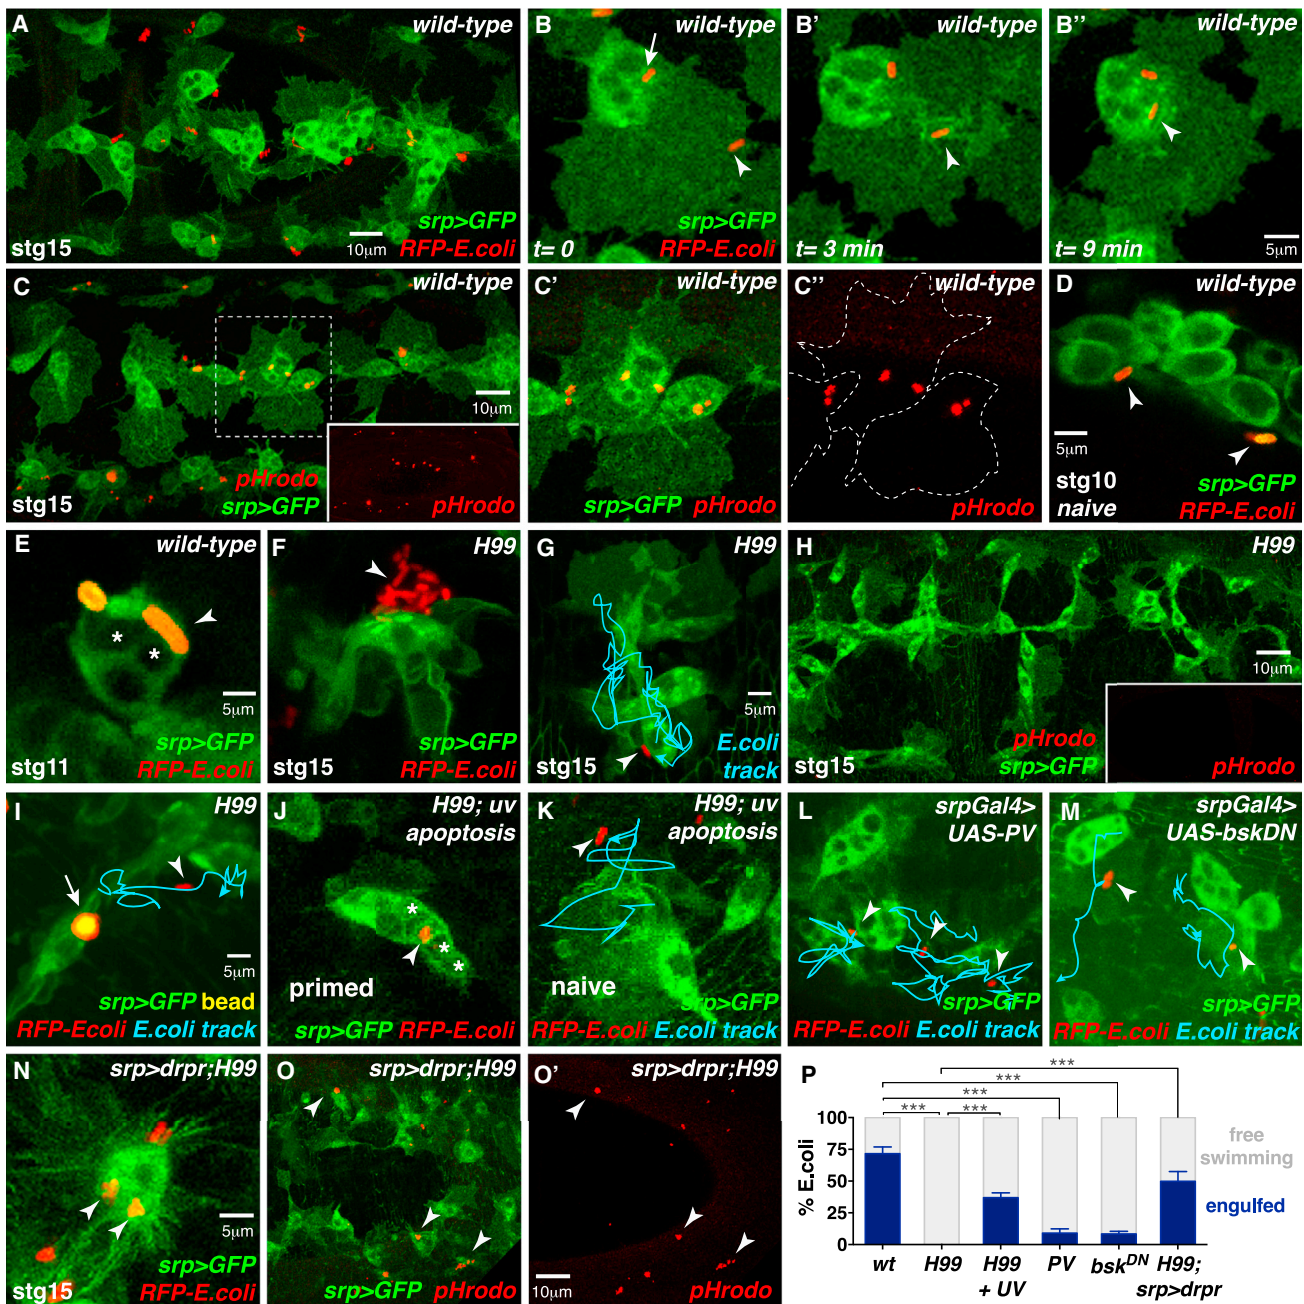 A
wild-type
srp>GFP
RFP-E.coli
stg15
10µm
B
wild-type
srp>GFP
RFP-E.coli
t= 0
B'
wild-type
t= 3 min
B''
wild-type
t= 9 min
5µm
C
wild-type
10µm
pHrodo
srp>GFP
stg15
pHrodo
C'
wild-type
srp>GFP pHrodo
C''
wild-type
pHrodo
D
wild-type
5µm
stg10
naive
srp>GFP
RFP-E.coli
E
wild-type
*
*
5µm
srp>GFP
stg11 RFP-E.coli
F
H99
srp>GFP
stg15 RFP-E.coli
G
H99
5µm
E.coli
track
stg15
H
H99
10µm
pHrodo
srp>GFP
stg15
pHrodo
I
H99
5µm
srp>GFP bead
RFP-Ecoli E.coli track
J
H99; uv
apoptosis
*
*
*
primed
srp>GFP RFP-E.coli
K
H99; uv
apoptosis
naive
srp>GFP
RFP-E.coli E.coli track
L
srpGal4>
UAS-PV
srp>GFP
RFP-E.coli E.coli track
M
srpGal4>
UAS-bskDN
srp>GFP
RFP-E.coli E.coli track
N
srp>drpr;H99
5µm
srp>GFP
stg15 RFP-E.coli
O
srp>drpr;H99
srp>GFP pHrodo
O'
10µm
pHrodo
P
***
***
***
***
***
100
75
50
25
0
% E.coli
free
swimming
engulfed
wt
H99
H99
+ UV
PV
bskDN
H99;
srp>drpr